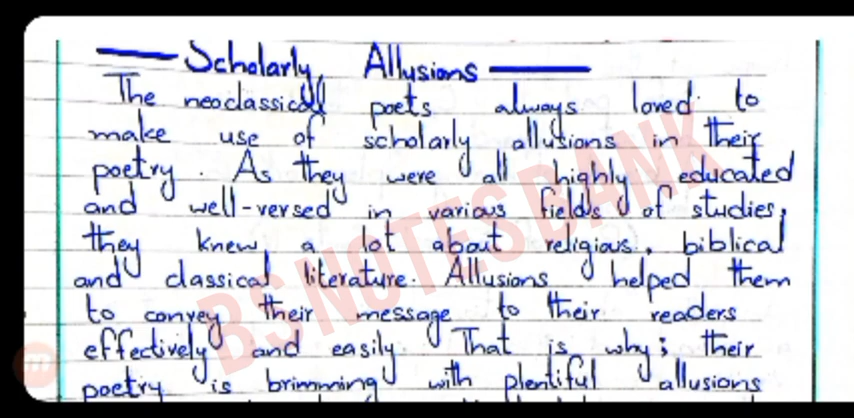 Scholarly Allusions
The neoclassical poets always loved to
make use of scholarly allusions in their
poetry. As they were all highly educated
and well-versed in various fields of studies,
they knew a lot about religious, biblical
and classical literature. Allusions helped them
to convey their message to their readers
effectively and easily. That is why; their
poetry is brimming with plentiful allusions
BSNOTESBANK